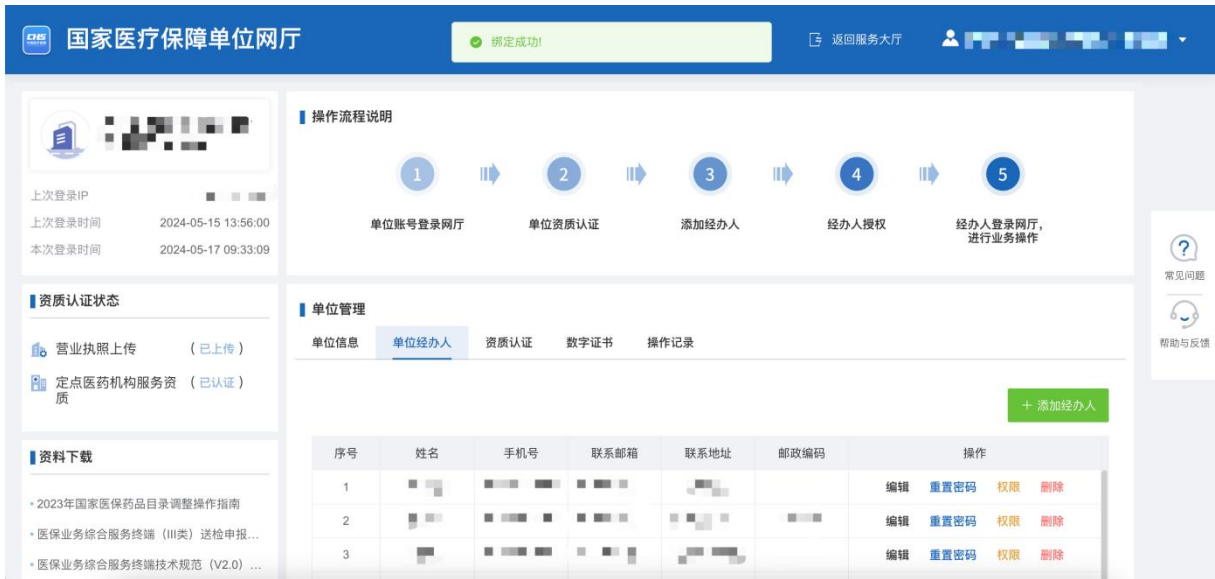 CHS
国家医疗保障单位网厅
绑定成功!
返回服务大厅
上次登录IP
上次登录时间 2024-05-15 13:56:00
本次登录时间 2024-05-17 09:33:09
操作流程说明
1 2 3 4 5
单位账号登录网厅 单位资质认证 添加经办人 经办人授权 经办人登录网厅,
进行业务操作
常见问题
帮助与反馈
资质认证状态
营业执照上传 (已上传)
定点医药机构服务资 (已认证)
质
资料下载
• 2023年国家医保药品目录调整操作指南
• 医保业务综合服务终端(III类)送检申报...
• 医保业务综合服务终端技术规范(V2.0) ...
单位管理
单位信息 单位经办人 资质认证 数字证书 操作记录
+ 添加经办人
序号 姓名 手机号 联系邮箱 联系地址 邮政编码 操作
1 编辑 重置密码 权限 删除
2 编辑 重置密码 权限 删除
3 编辑 重置密码 权限 删除